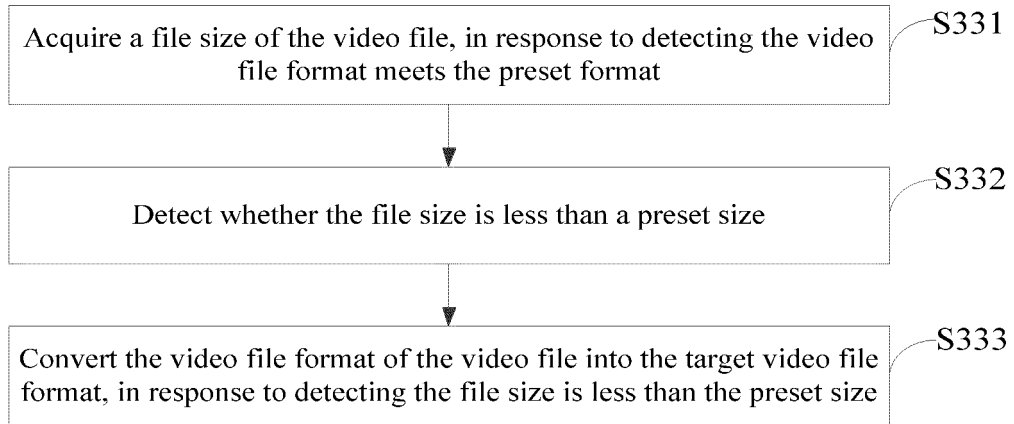 Acquire a file size of the video file, in response to detecting the video
file format meets the preset format
S331
Detect whether the file size is less than a preset size
S332
Convert the video file format of the video file into the target video file
format, in response to detecting the file size is less than the preset size
S333